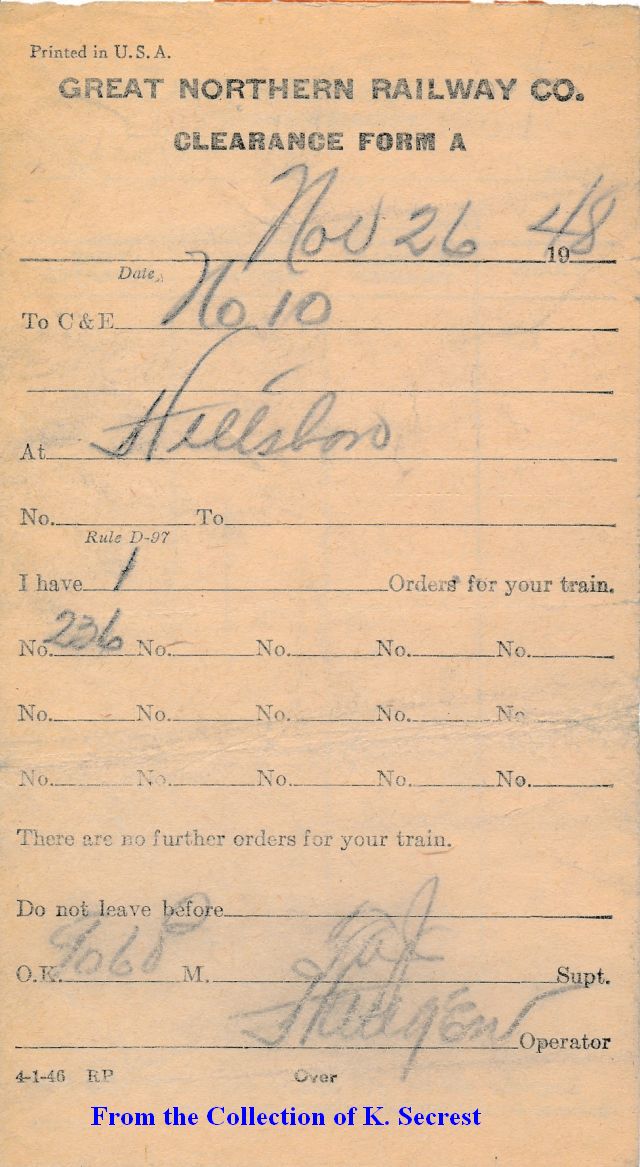 Printed in U.S.A.
GREAT NORTHERN RAILWAY CO.
CLEARANCE FORM A
Nov 26 1948
Date
To C & E No 10
At Hillsboro
No. To
Rule D-97
I have 1 Orders for your train.
No. 236 No. No. No. No.
No. No. No. No. No.
No. No. No. No. No.
There are no further orders for your train.
Do not leave before
O.K. M. Supt.
Operator
4-1-46 RP Over
From the Collection of K. Secrest